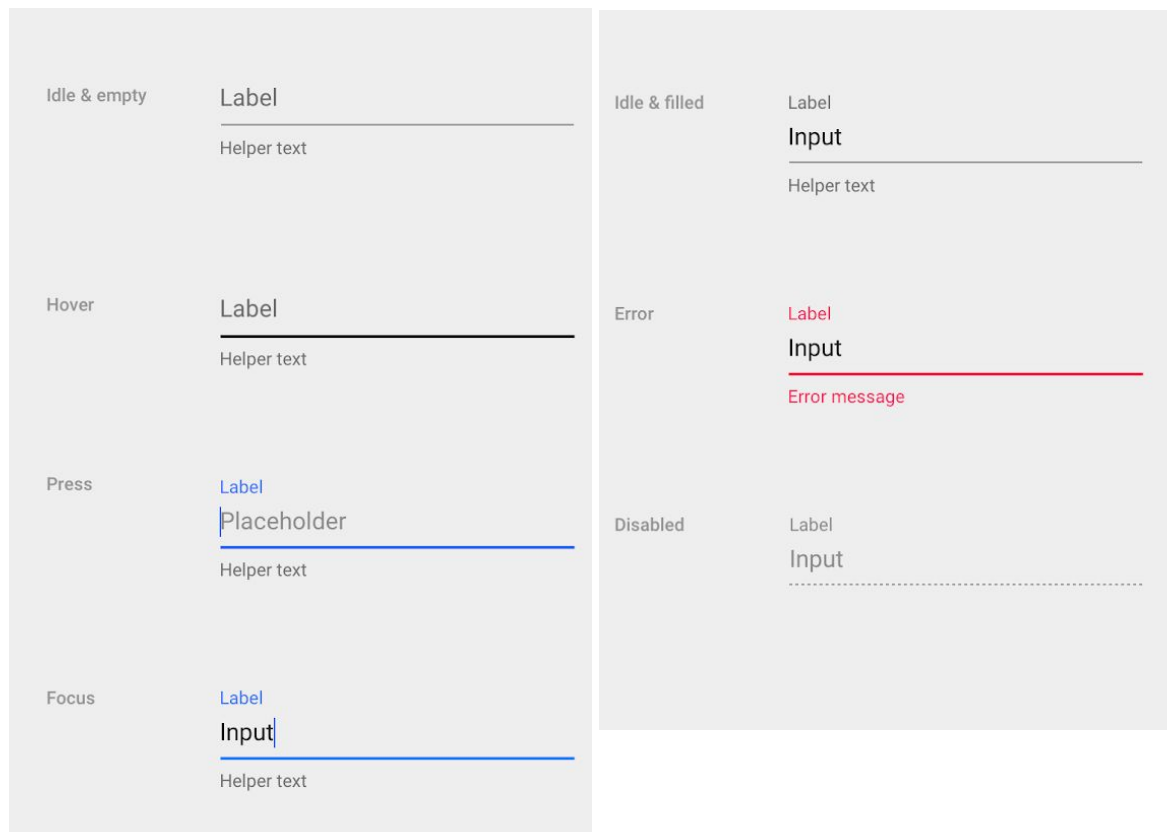 Idle & empty
Label
Helper text
Hover
Label
Helper text
Press
Label
Placeholder
Helper text
Focus
Label
Input
Helper text
Idle & filled
Label
Input
Helper text
Error
Label
Input
Error message
Disabled
Label
Input